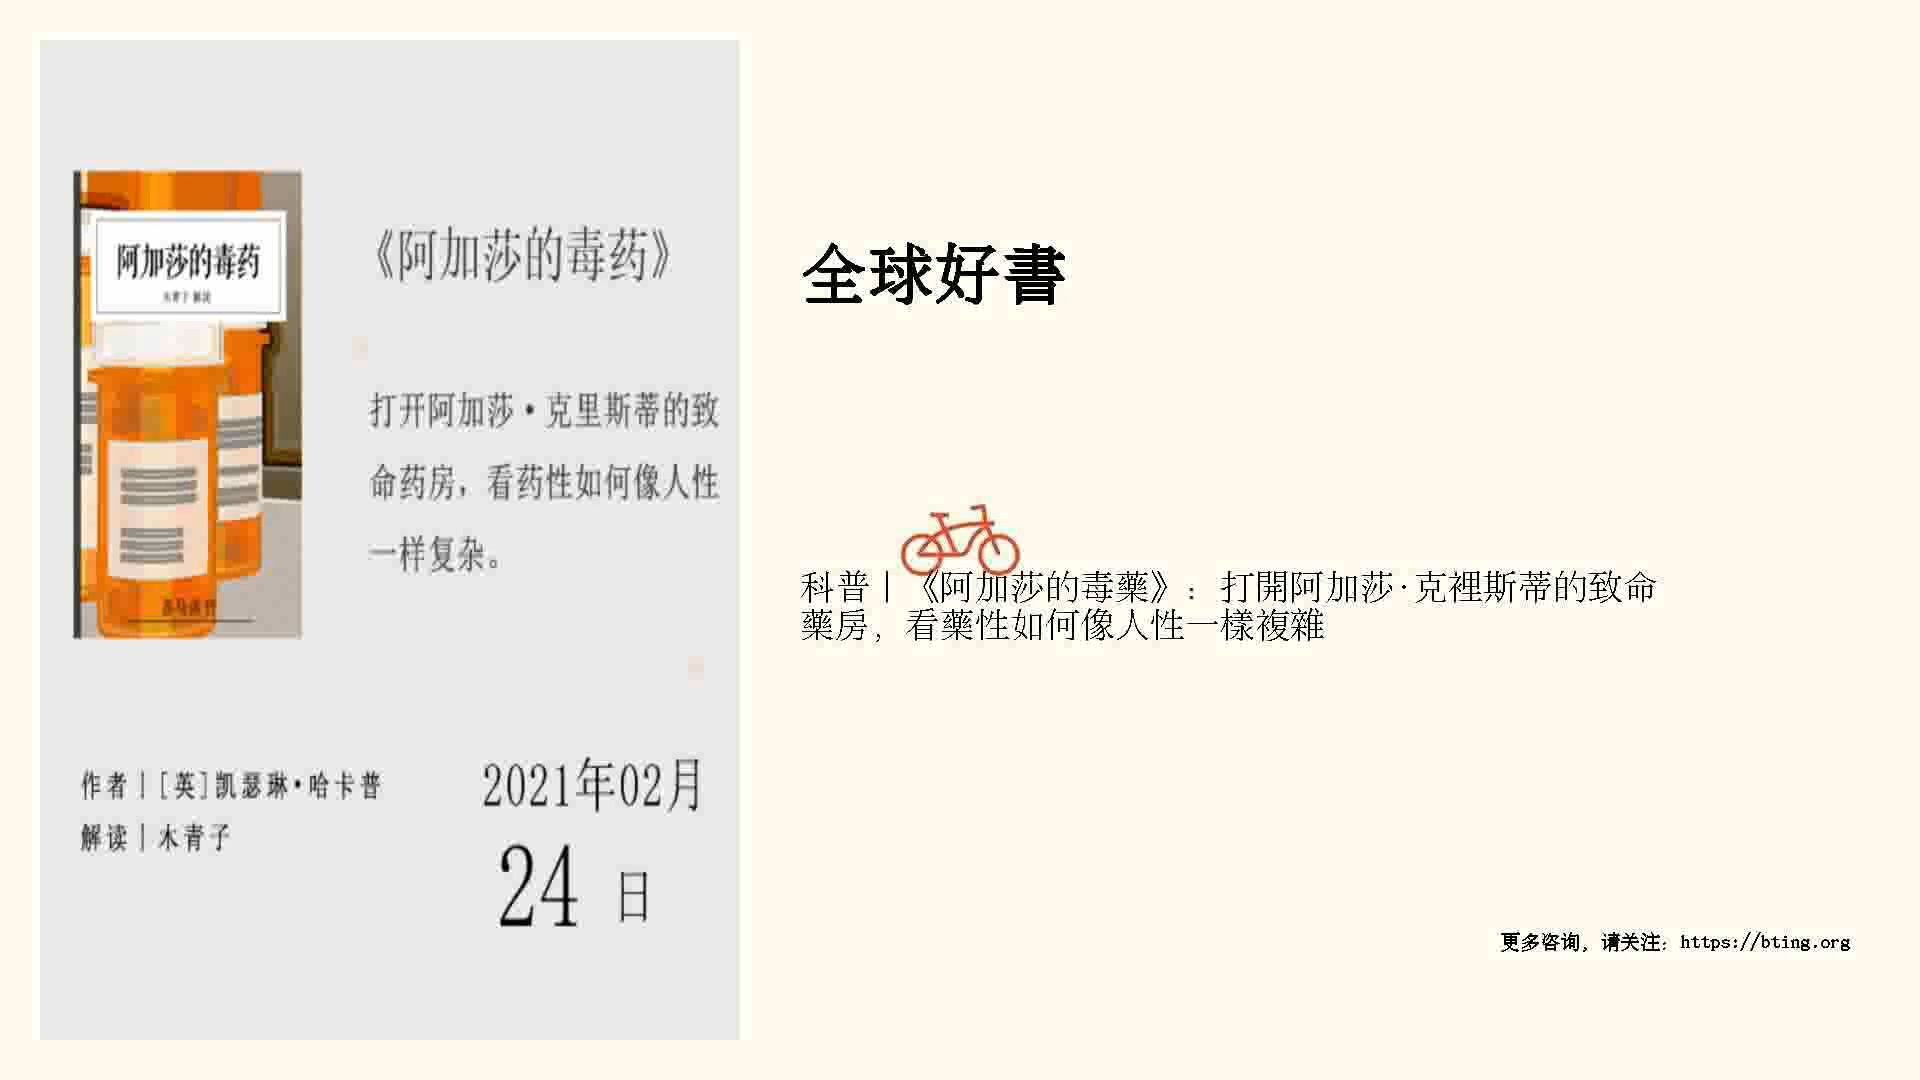 阿加莎的毒药
木青子 解读
《阿加莎的毒药》
打开阿加莎·克里斯蒂的致
命药房，看药性如何像人性
一样复杂。
作者丨[英]凯瑟琳·哈卡普
解读丨木青子
2021年02月
24 日
全球好書
科普丨《阿加莎的毒藥》：打開阿加莎·克裡斯蒂的致命
藥房，看藥性如何像人性一樣複雜
更多咨询，请关注：https://bting.org